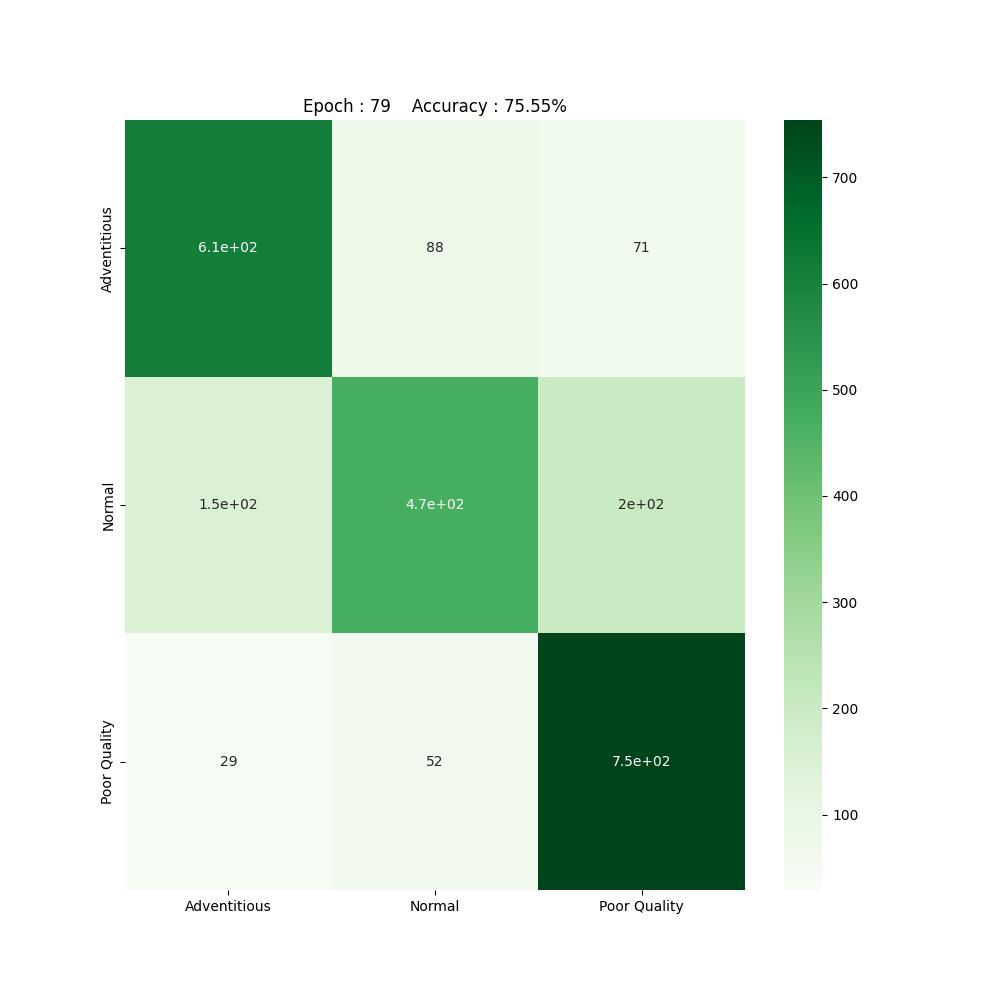 Epoch : 79    Accuracy : 75.55%
Adventitious
6.1e+02 88 71
Normal
1.5e+02 4.7e+02 2e+02
Poor Quality
29 52 7.5e+02
Adventitious Normal Poor Quality
700
600
500
400
300
200
100